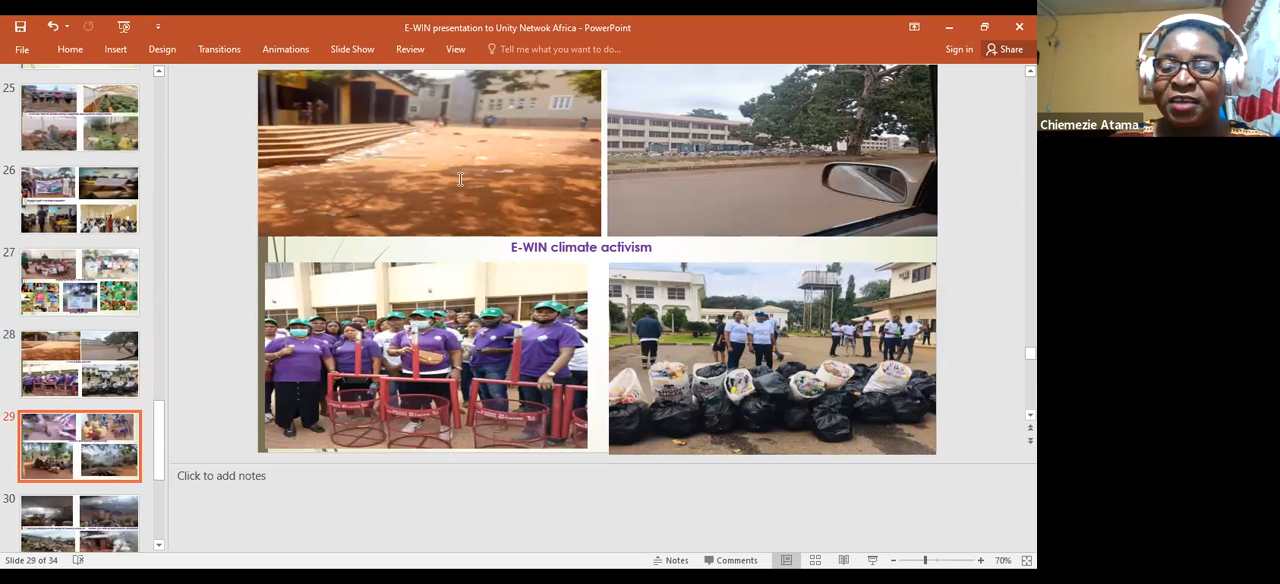 E-WIN presentation to Unity Netwok Africa - PowerPoint
File Home Insert Design Transitions Animations Slide Show Review View Tell me what you want to do... Sign in Share
Chiemezie Atama
25
26
27
28
29
30
E-WIN climate activism
Click to add notes
Slide 29 of 34 Notes Comments 70%